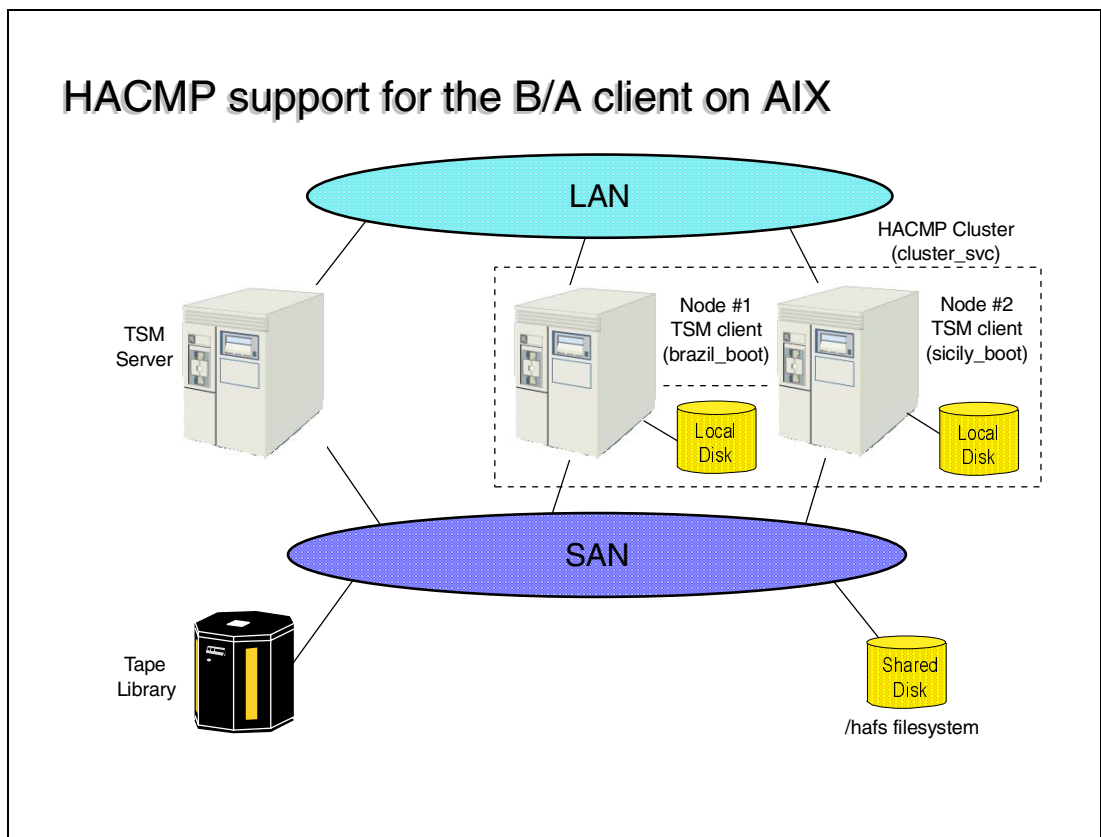 HACMP support for the B/A client on AIX
LAN
HACMP Cluster
(cluster_svc)
TSM
Server
Node #1
TSM client
(brazil_boot)
Node #2
TSM client
(sicily_boot)
Local
Disk
Local
Disk
SAN
Tape
Library
Shared
Disk
/hafs filesystem